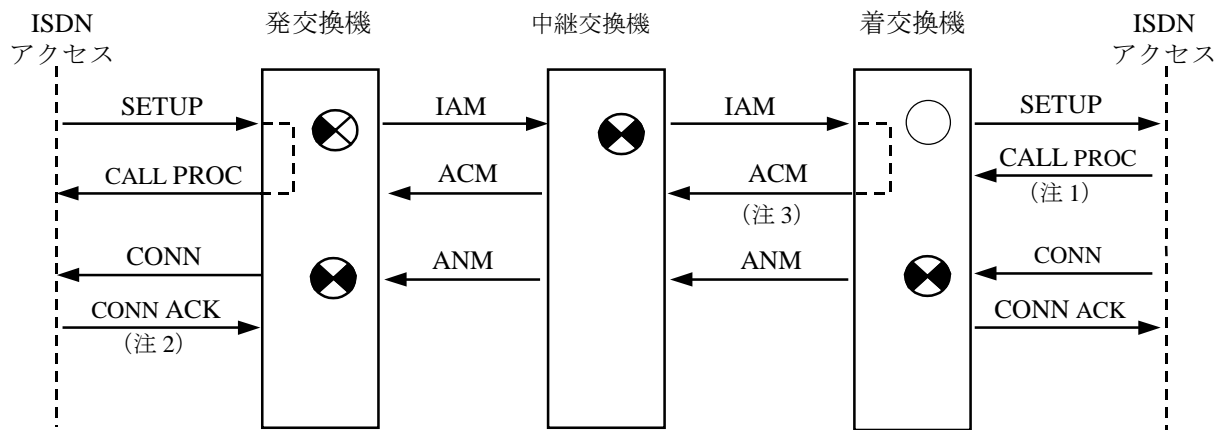 ISDN
アクセス
発交換機
中継交換機
着交換機
ISDN
アクセス
SETUP
IAM
IAM
SETUP
CALL PROC
ACM
ACM
(注 3)
CALL PROC
(注 1)
CONN
ANM
ANM
CONN
CONN ACK
(注 2)
CONN ACK